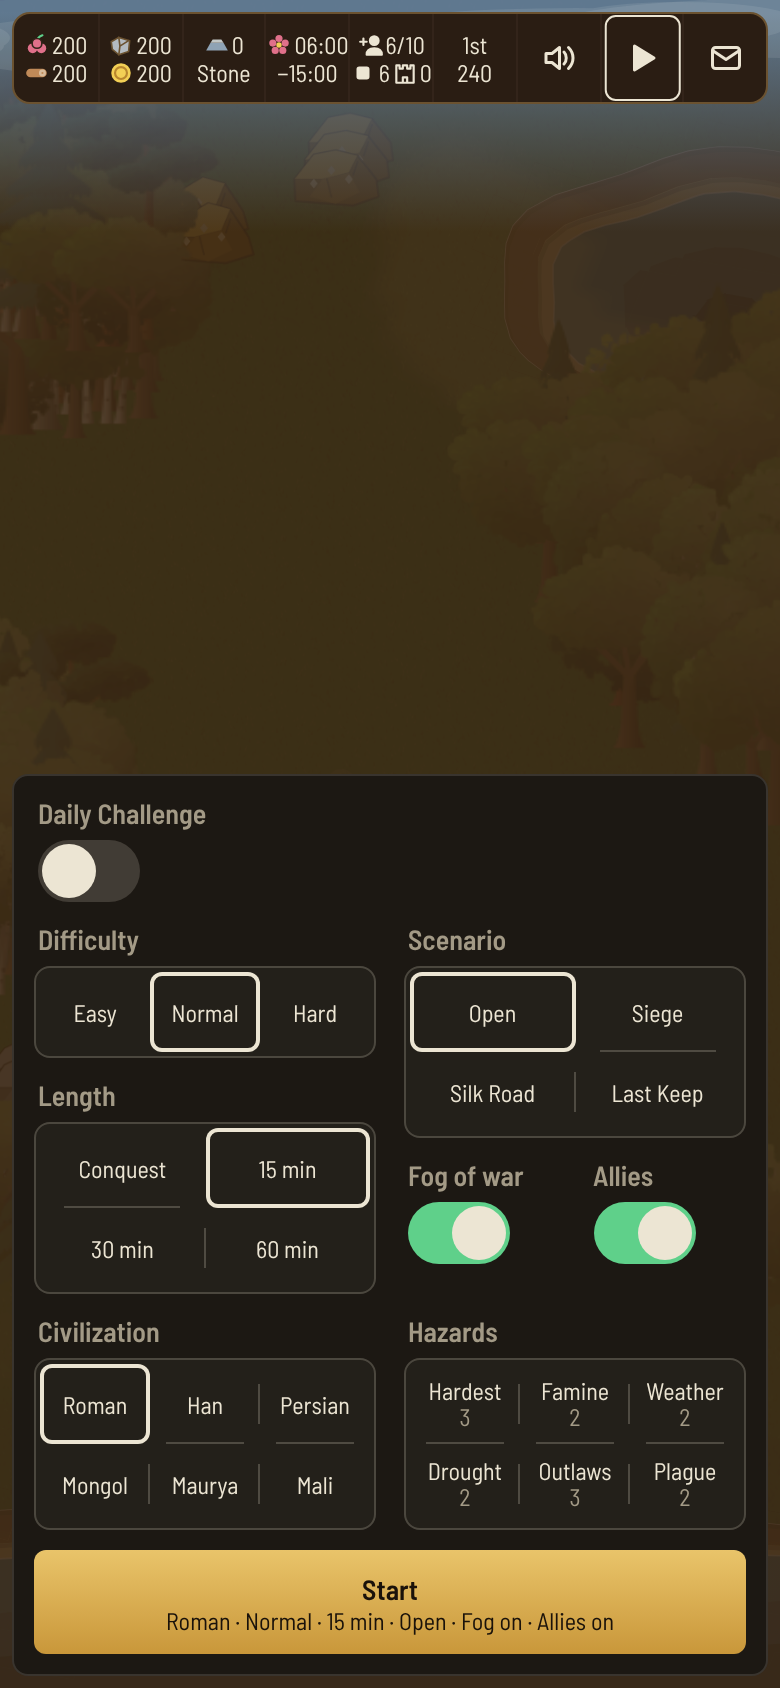 200 200 0 06:00 6/10 1st
200 200 Stone −15:00 6 0 240
Daily Challenge
Difficulty
Easy Normal Hard
Scenario
Open Siege
Silk Road Last Keep
Length
Conquest 15 min
30 min 60 min
Fog of war Allies
Civilization
Roman Han Persian
Mongol Maurya Mali
Hazards
Hardest Famine Weather
3 2 2
Drought Outlaws Plague
2 3 2
Start
Roman · Normal · 15 min · Open · Fog on · Allies on